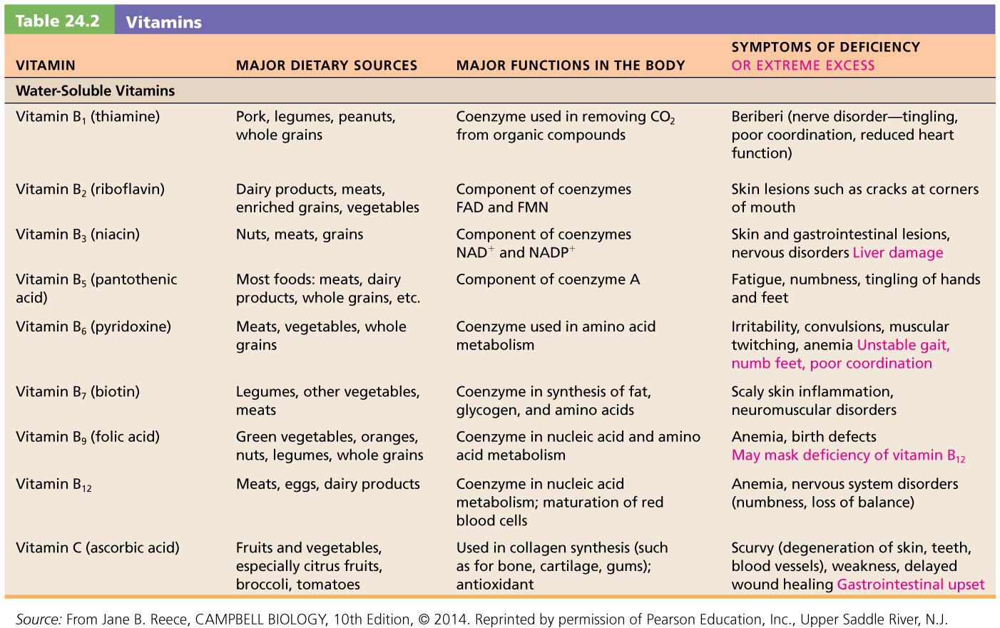 Table 24.2 Vitamins
SYMPTOMS OF DEFICIENCY
VITAMIN MAJOR DIETARY SOURCES MAJOR FUNCTIONS IN THE BODY OR EXTREME EXCESS
Water-Soluble Vitamins
Vitamin B₁ (thiamine) Pork, legumes, peanuts, Coenzyme used in removing CO₂ Beriberi (nerve disorder—tingling,
whole grains from organic compounds poor coordination, reduced heart
function)
Vitamin B₂ (riboflavin) Dairy products, meats, Component of coenzymes Skin lesions such as cracks at corners
enriched grains, vegetables FAD and FMN of mouth
Vitamin B₃ (niacin) Nuts, meats, grains Component of coenzymes Skin and gastrointestinal lesions,
NAD⁺ and NADP⁺ nervous disorders Liver damage
Vitamin B₅ (pantothenic Most foods: meats, dairy Component of coenzyme A Fatigue, numbness, tingling of hands
acid) products, whole grains, etc. and feet
Vitamin B₆ (pyridoxine) Meats, vegetables, whole Coenzyme used in amino acid Irritability, convulsions, muscular
grains metabolism twitching, anemia Unstable gait,
numb feet, poor coordination
Vitamin B₇ (biotin) Legumes, other vegetables, Coenzyme in synthesis of fat, Scaly skin inflammation,
meats glycogen, and amino acids neuromuscular disorders
Vitamin B₉ (folic acid) Green vegetables, oranges, Coenzyme in nucleic acid and amino Anemia, birth defects
nuts, legumes, whole grains acid metabolism May mask deficiency of vitamin B₁₂
Vitamin B₁₂ Meats, eggs, dairy products Coenzyme in nucleic acid Anemia, nervous system disorders
metabolism; maturation of red (numbness, loss of balance)
blood cells
Vitamin C (ascorbic acid) Fruits and vegetables, Used in collagen synthesis (such Scurvy (degeneration of skin, teeth,
especially citrus fruits, as for bone, cartilage, gums); blood vessels), weakness, delayed
broccoli, tomatoes antioxidant wound healing Gastrointestinal upset
Source: From Jane B. Reece, CAMPBELL BIOLOGY, 10th Edition, © 2014. Reprinted by permission of Pearson Education, Inc., Upper Saddle River, N.J.